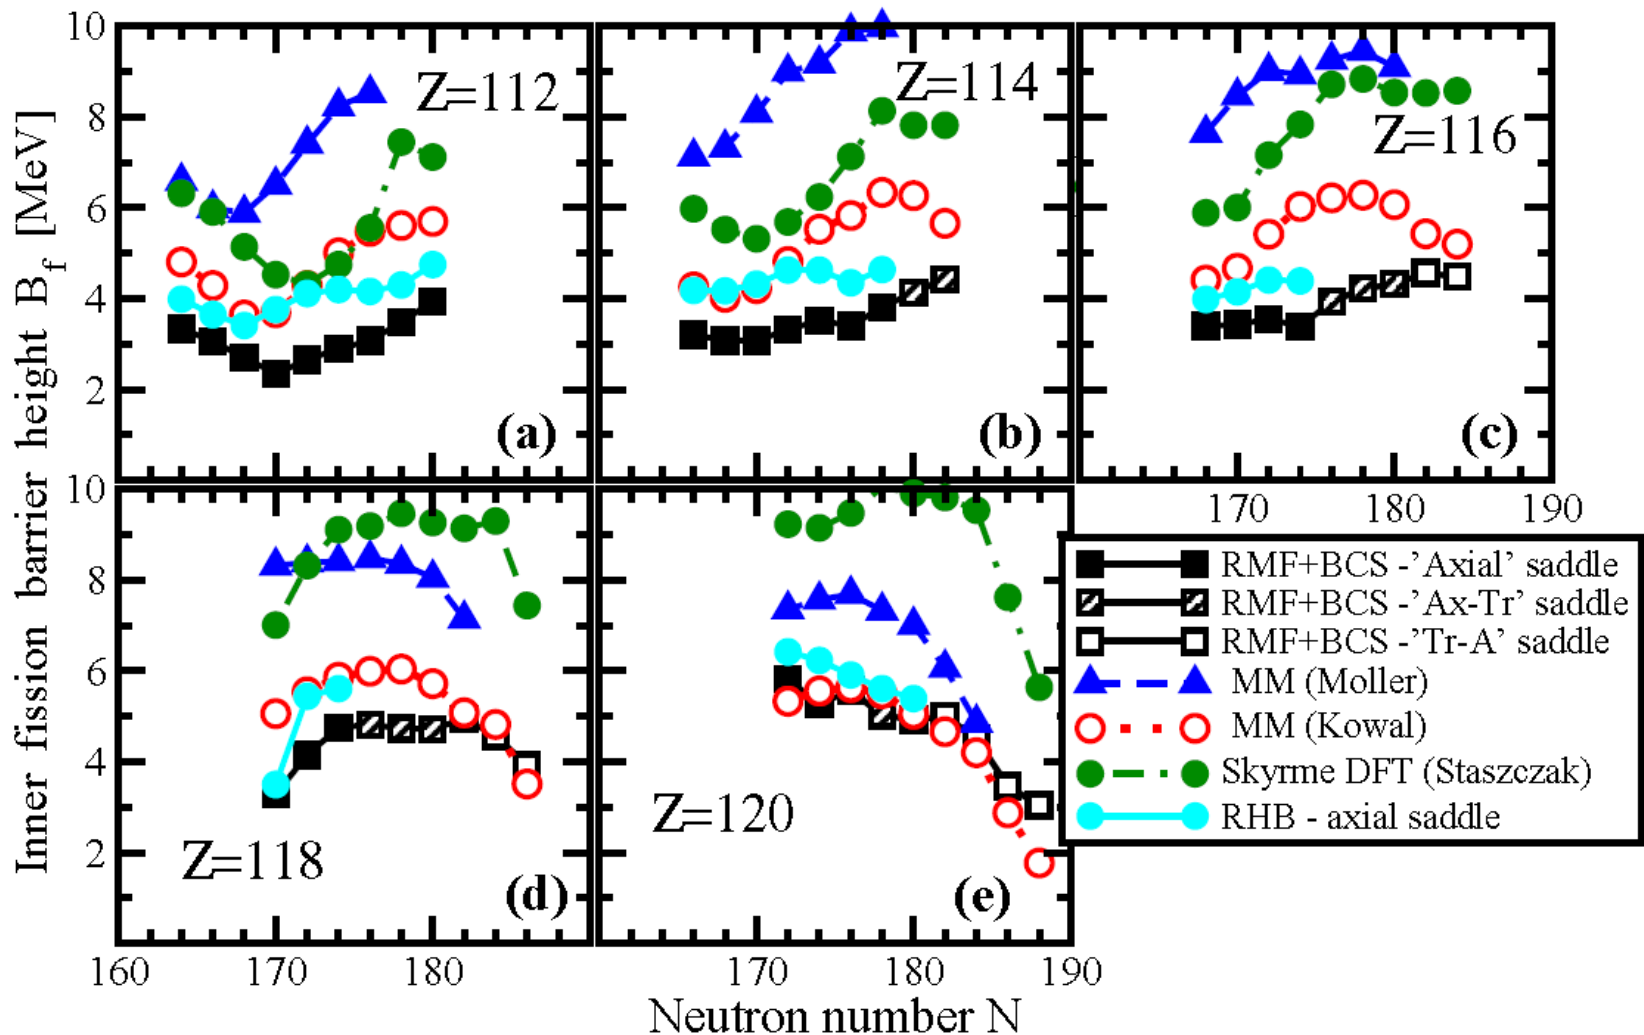 10
8
6
4
2
Z=112
(a)
Z=114
(b)
Z=116
(c)
170
180
190
Inner fission barrier height B_f [MeV]
10
8
6
4
2
Z=118
(d)
Z=120
(e)
RMF+BCS -'Axial' saddle
RMF+BCS -'Ax-Tr' saddle
RMF+BCS -'Tr-A' saddle
MM (Moller)
MM (Kowal)
Skyrme DFT (Staszczak)
RHB - axial saddle
160
170
180
170
180
190
Neutron number N